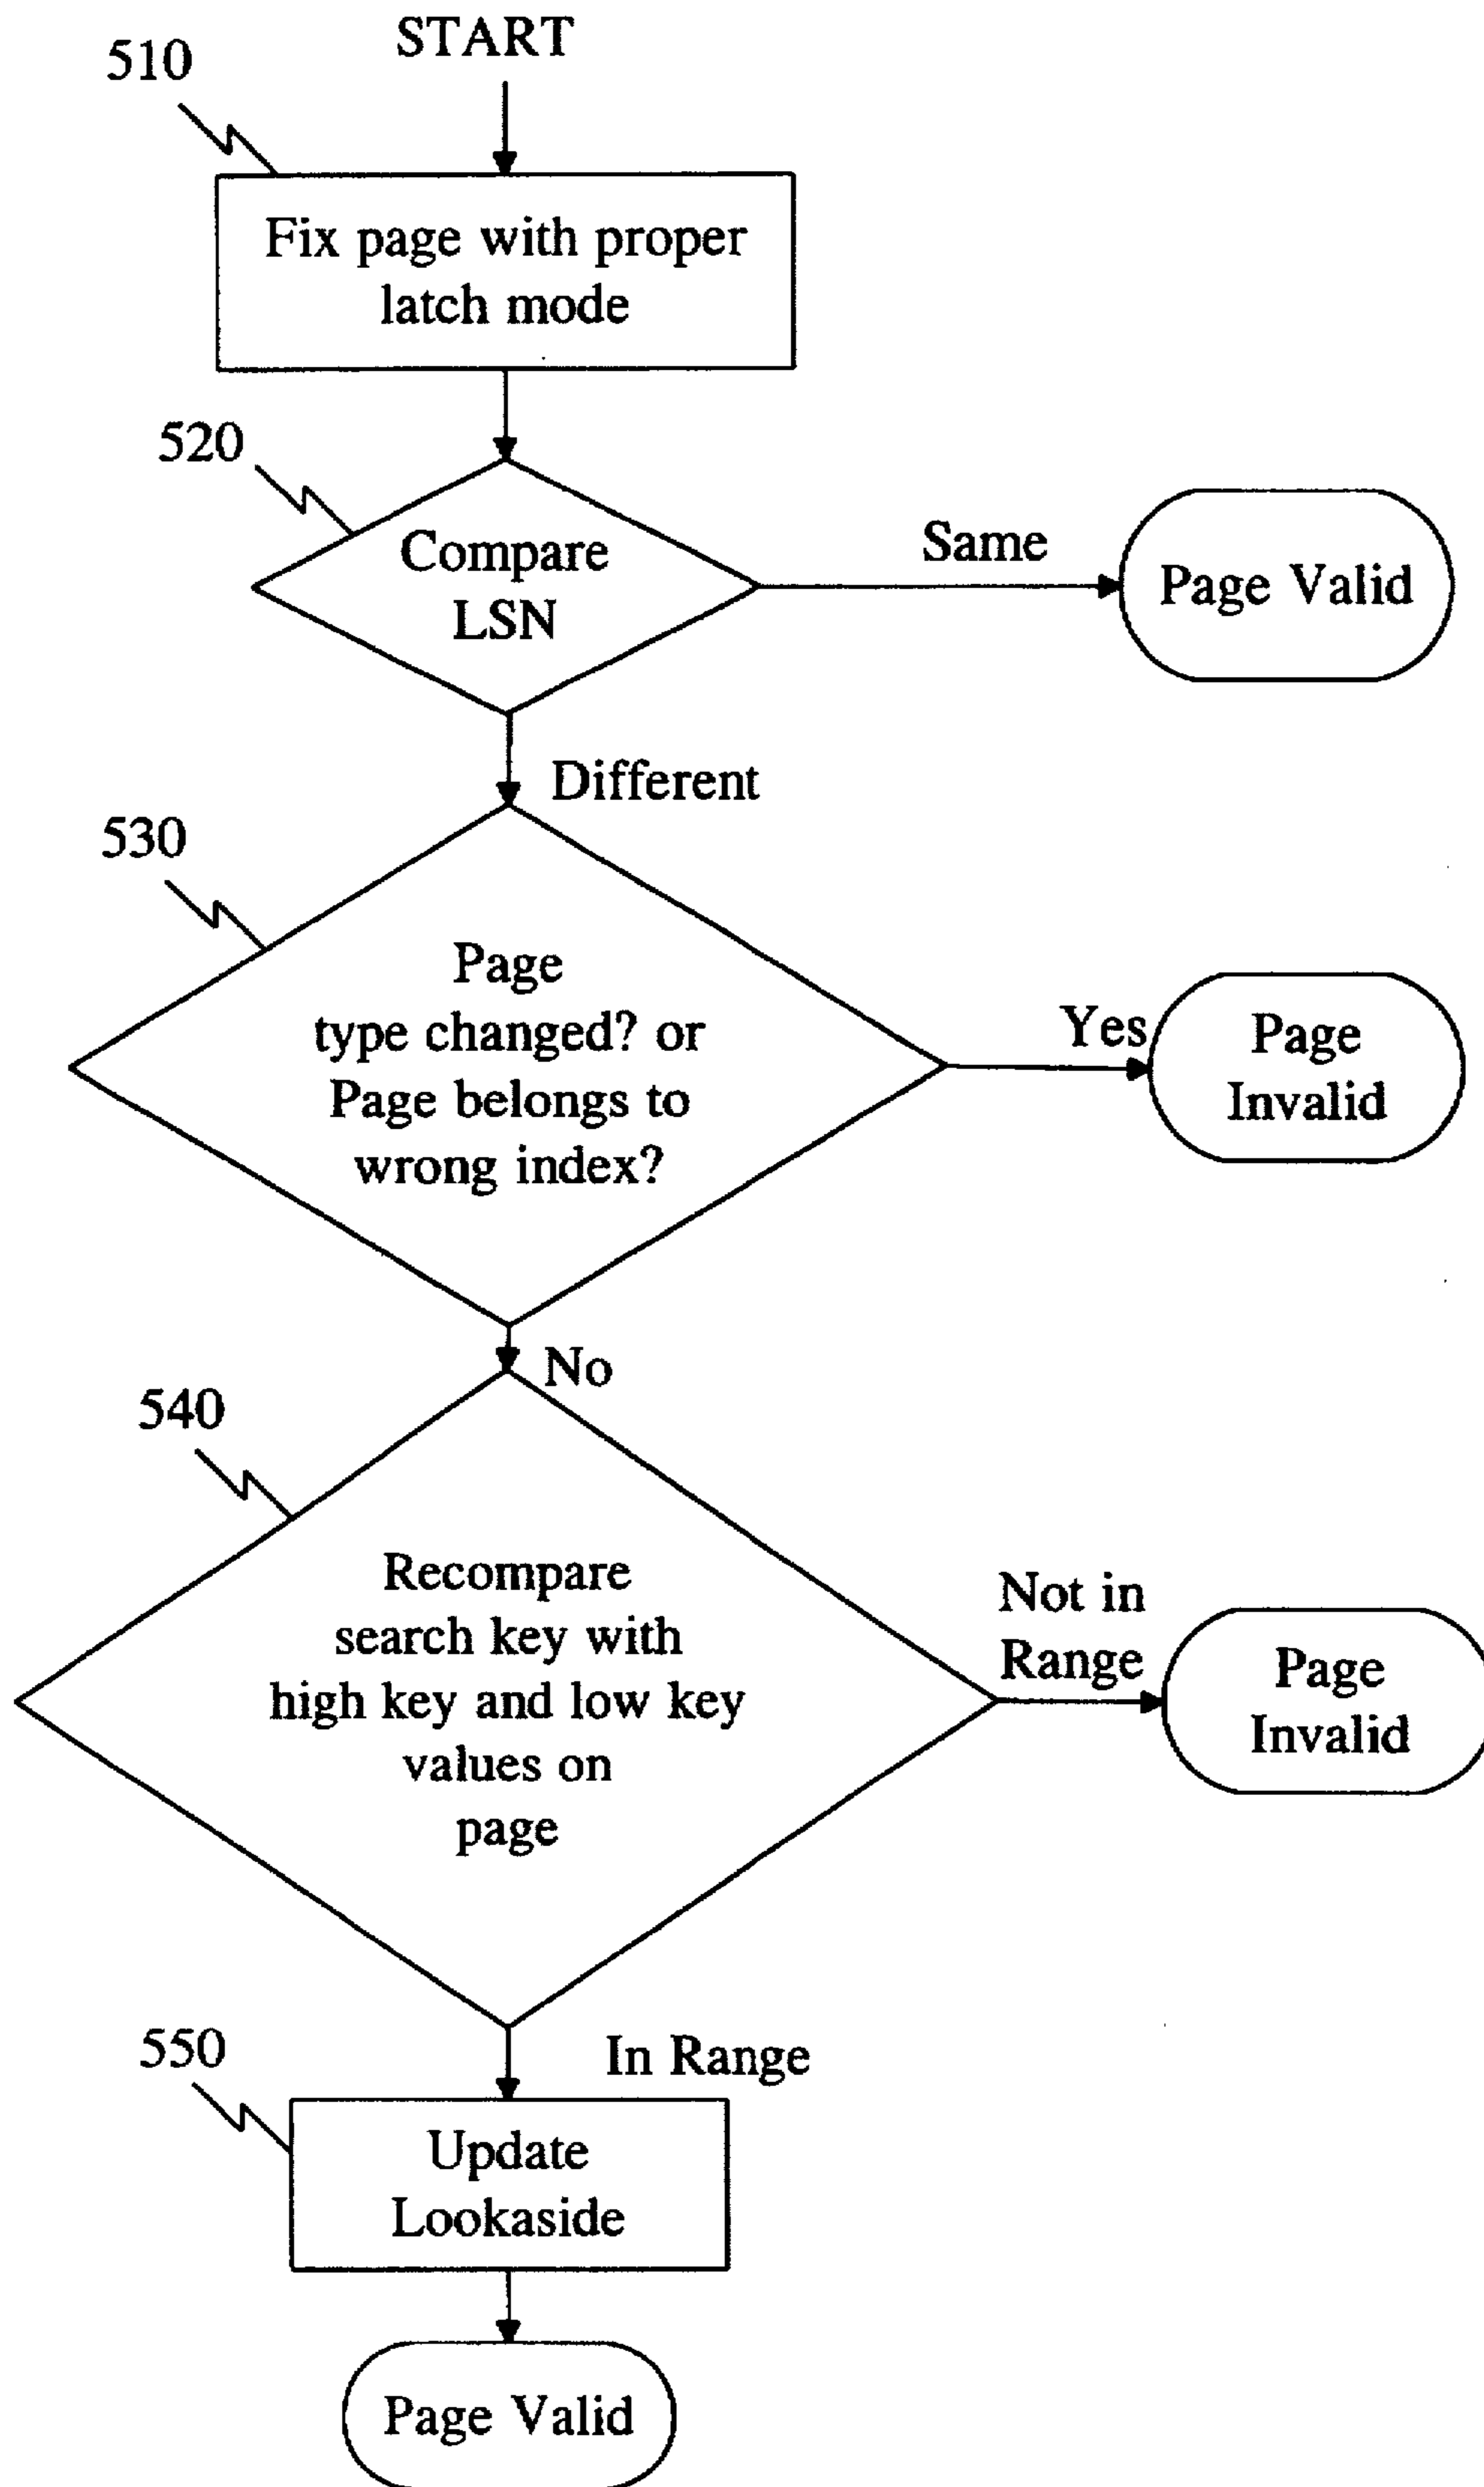 START
510
Fix page with proper
latch mode
520
Compare
LSN
Same
Page Valid
Different
530
Page
type changed? or
Page belongs to
wrong index?
Yes
Page
Invalid
No
540
Recompare
search key with
high key and low key
values on
page
Not in
Range
Page
Invalid
In Range
550
Update
Lookaside
Page Valid